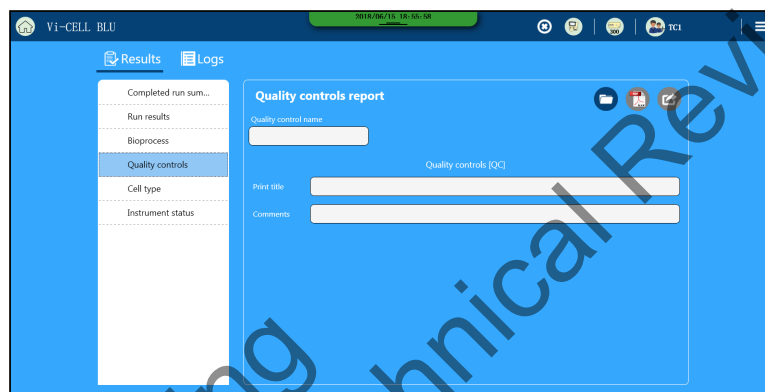 2018/06/15 18:55:58
Vi-CELL BLU
300
TC1
Results
Logs
Completed run sum...
Run results
Bioprocess
Quality controls
Cell type
Instrument status
Quality controls report
Quality control name
Quality controls [QC]
Print title
Comments